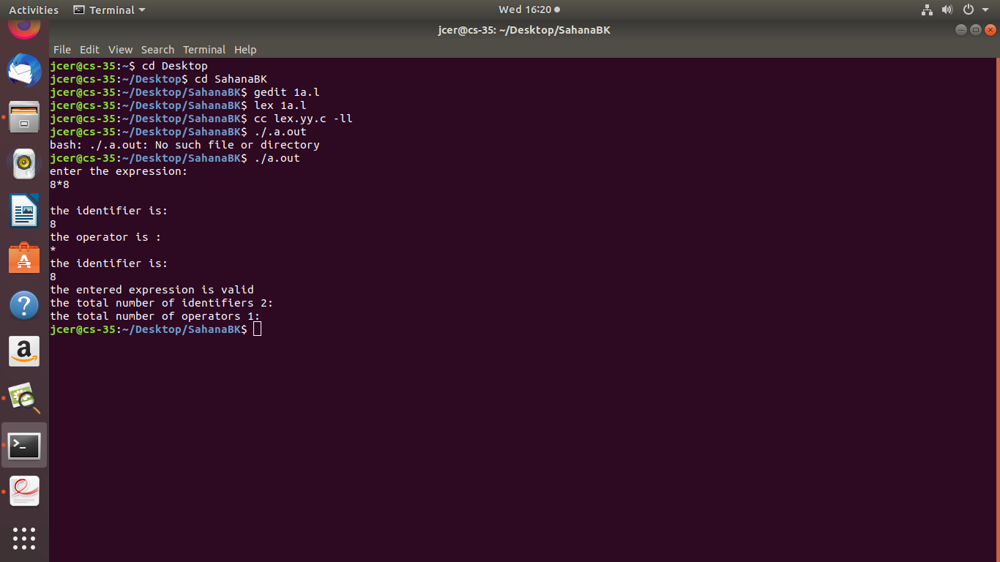 Activities Terminal Wed 16:20
jcer@cs-35: ~/Desktop/SahanaBK
File Edit View Search Terminal Help
jcer@cs-35:~$ cd Desktop
jcer@cs-35:~/Desktop$ cd SahanaBK
jcer@cs-35:~/Desktop/SahanaBK$ gedit 1a.l
jcer@cs-35:~/Desktop/SahanaBK$ lex 1a.l
jcer@cs-35:~/Desktop/SahanaBK$ cc lex.yy.c -ll
jcer@cs-35:~/Desktop/SahanaBK$ ./.a.out
bash: ./.a.out: No such file or directory
jcer@cs-35:~/Desktop/SahanaBK$ ./a.out
enter the expression:
8*8
the identifier is:
8
the operator is :
*
the identifier is:
8
the entered expression is valid
the total number of identifiers 2:
the total number of operators 1:
jcer@cs-35:~/Desktop/SahanaBK$